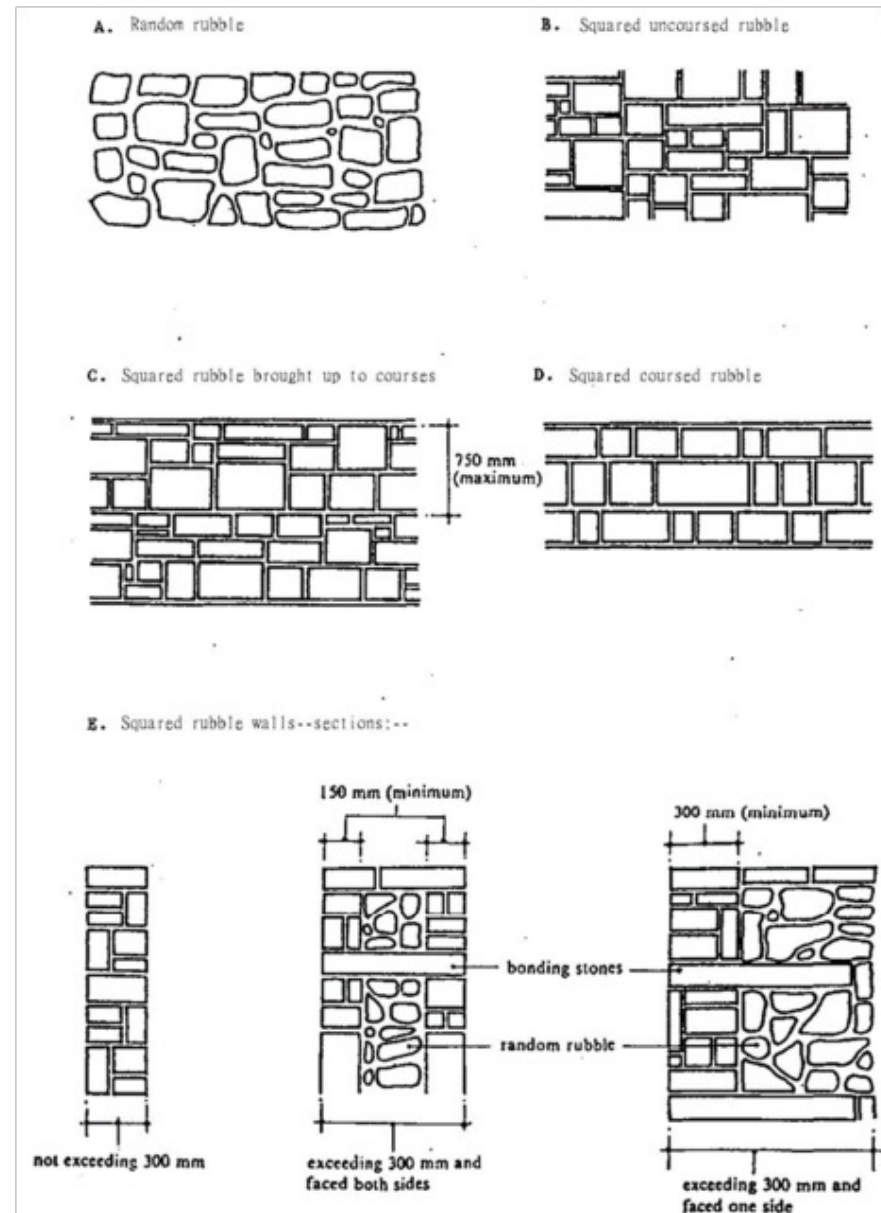 A. Random rubble
B. Squared uncoursed rubble
C. Squared rubble brought up to courses
D. Squared coursed rubble
750 mm
(maximum)
E. Squared rubble walls--sections:--
150 mm (minimum)
300 mm (minimum)
bonding stones
random rubble
not exceeding 300 mm
exceeding 300 mm and
faced both sides
exceeding 300 mm and
faced one side